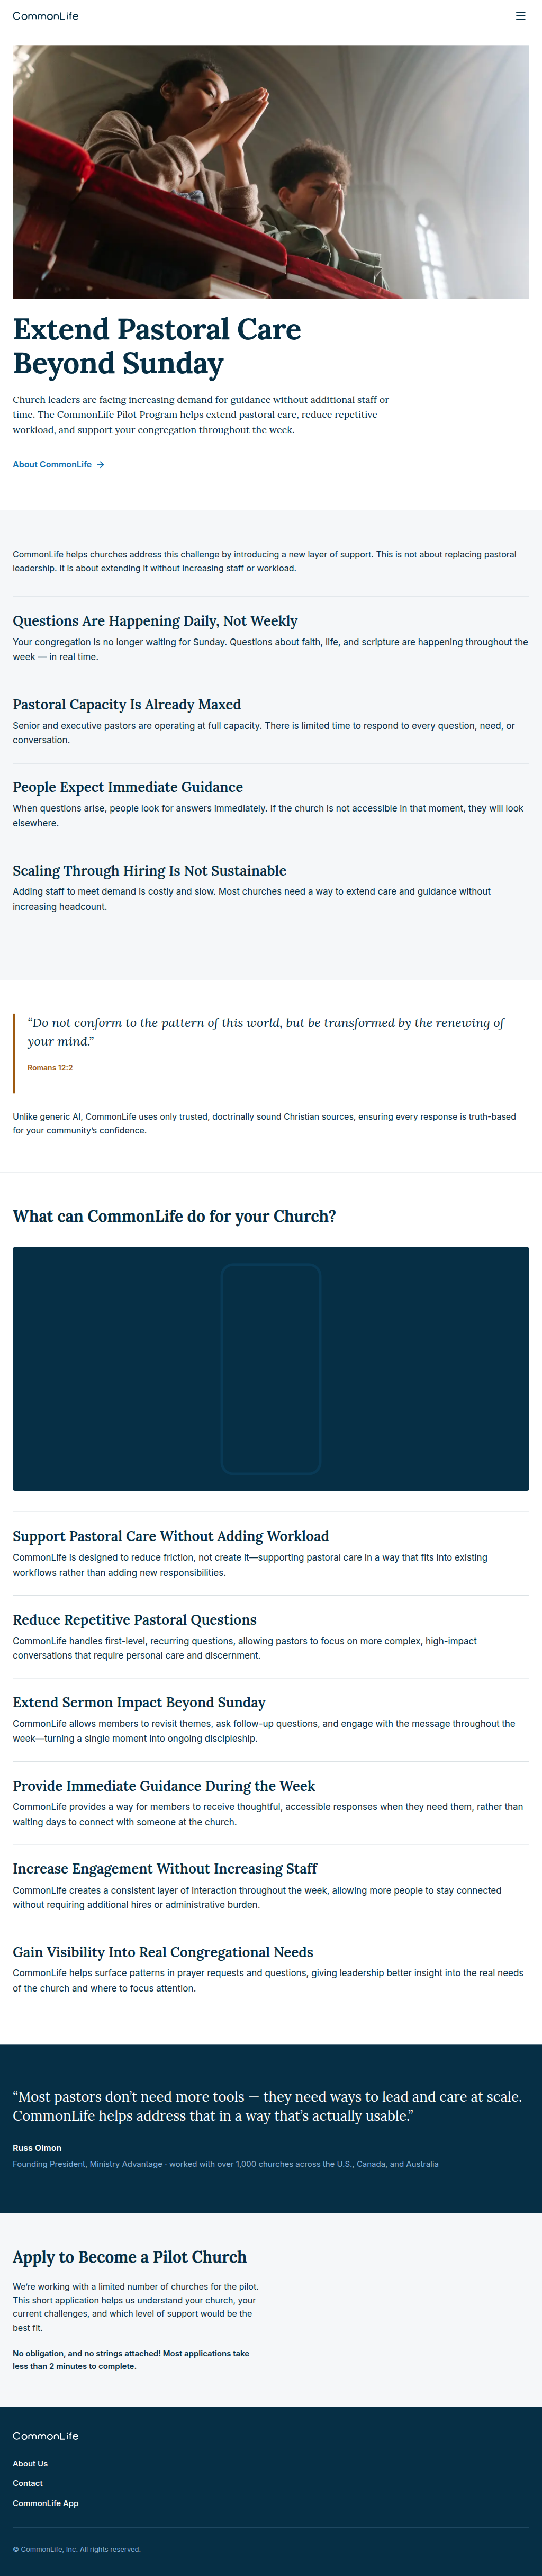 CommonLife
Extend Pastoral Care
Beyond Sunday
Church leaders are facing increasing demand for guidance without additional staff or
time. The CommonLife Pilot Program helps extend pastoral care, reduce repetitive
workload, and support your congregation throughout the week.
About CommonLife →
CommonLife helps churches address this challenge by introducing a new layer of support. This is not about replacing pastoral
leadership. It is about extending it without increasing staff or workload.
Questions Are Happening Daily, Not Weekly
Your congregation is no longer waiting for Sunday. Questions about faith, life, and scripture are happening throughout the
week — in real time.
Pastoral Capacity Is Already Maxed
Senior and executive pastors are operating at full capacity. There is limited time to respond to every question, need, or
conversation.
People Expect Immediate Guidance
When questions arise, people look for answers immediately. If the church is not accessible in that moment, they will look
elsewhere.
Scaling Through Hiring Is Not Sustainable
Adding staff to meet demand is costly and slow. Most churches need a way to extend care and guidance without
increasing headcount.
“Do not conform to the pattern of this world, but be transformed by the renewing of
your mind.”
Romans 12:2
Unlike generic AI, CommonLife uses only trusted, doctrinally sound Christian sources, ensuring every response is truth-based
for your community’s confidence.
What can CommonLife do for your Church?
Support Pastoral Care Without Adding Workload
CommonLife is designed to reduce friction, not create it—supporting pastoral care in a way that fits into existing
workflows rather than adding new responsibilities.
Reduce Repetitive Pastoral Questions
CommonLife handles first-level, recurring questions, allowing pastors to focus on more complex, high-impact
conversations that require personal care and discernment.
Extend Sermon Impact Beyond Sunday
CommonLife allows members to revisit themes, ask follow-up questions, and engage with the message throughout the
week—turning a single moment into ongoing discipleship.
Provide Immediate Guidance During the Week
CommonLife provides a way for members to receive thoughtful, accessible responses when they need them, rather than
waiting days to connect with someone at the church.
Increase Engagement Without Increasing Staff
CommonLife creates a consistent layer of interaction throughout the week, allowing more people to stay connected
without requiring additional hires or administrative burden.
Gain Visibility Into Real Congregational Needs
CommonLife helps surface patterns in prayer requests and questions, giving leadership better insight into the real needs
of the church and where to focus attention.
“Most pastors don’t need more tools — they need ways to lead and care at scale.
CommonLife helps address that in a way that’s actually usable.”
Russ Olmon
Founding President, Ministry Advantage · worked with over 1,000 churches across the U.S., Canada, and Australia
Apply to Become a Pilot Church
We’re working with a limited number of churches for the pilot.
This short application helps us understand your church, your
current challenges, and which level of support would be the
best fit.
No obligation, and no strings attached! Most applications take
less than 2 minutes to complete.
CommonLife
About Us
Contact
CommonLife App
© CommonLife, Inc. All rights reserved.